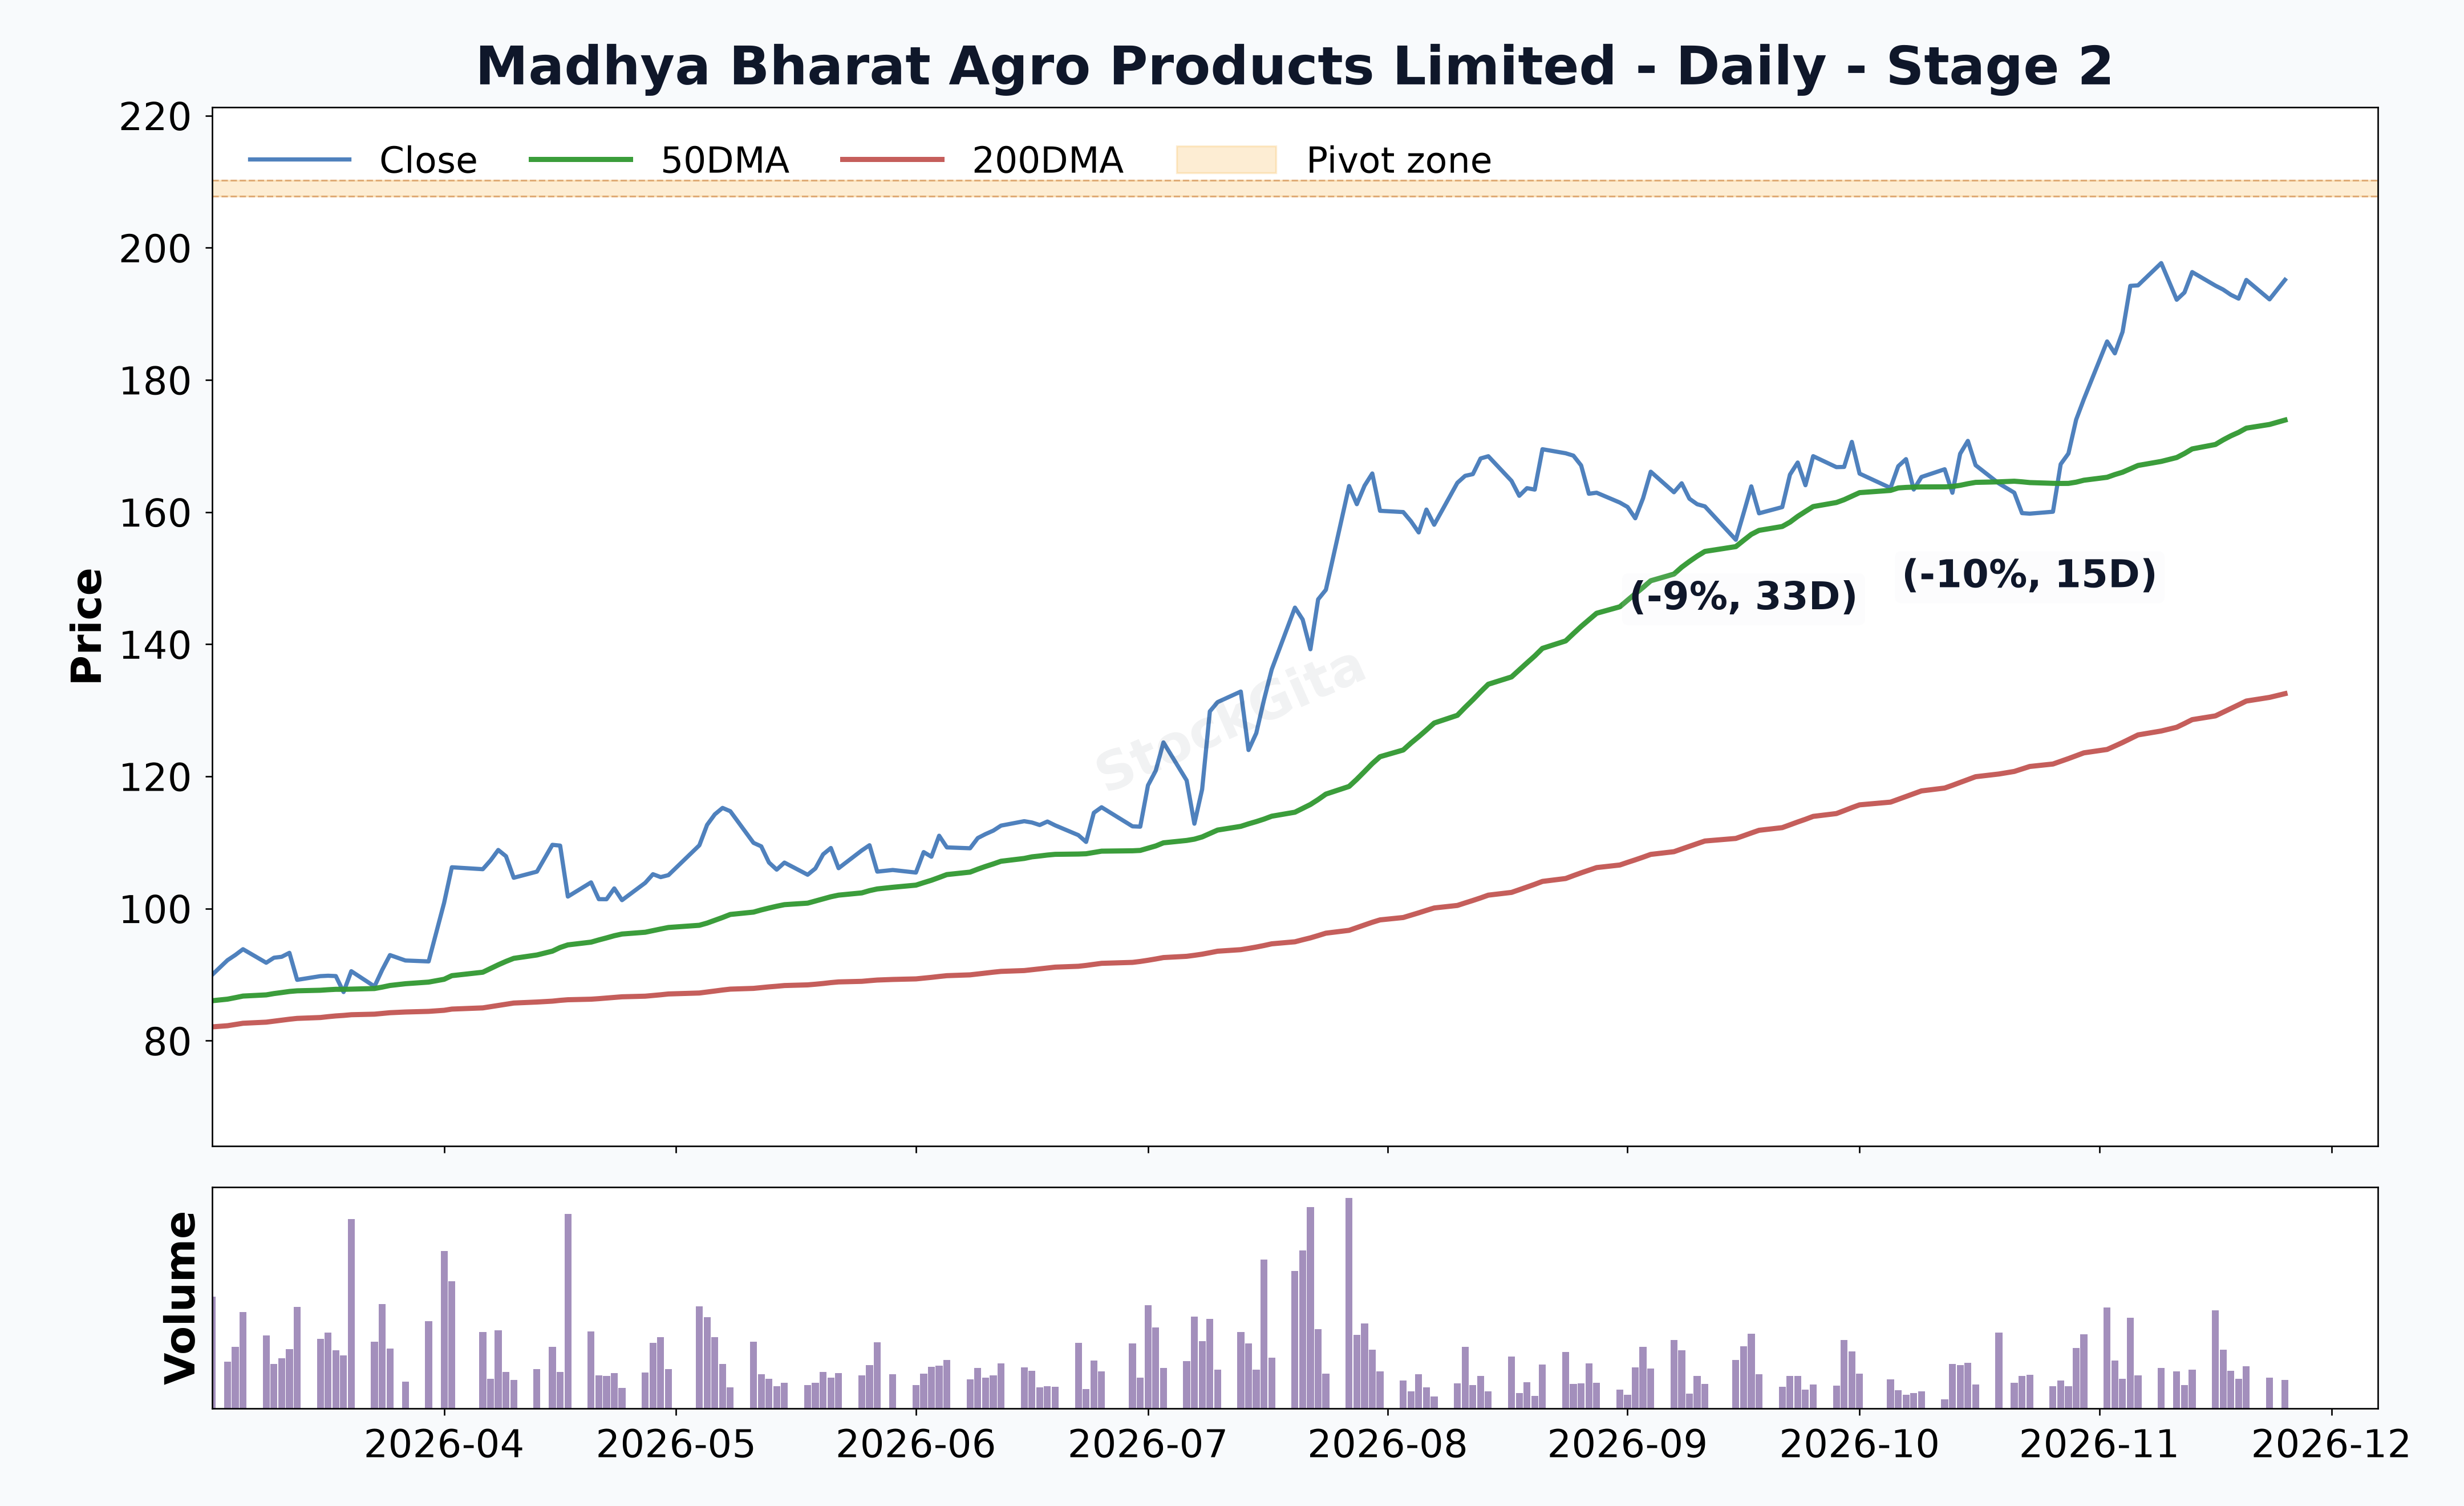 Madhya Bharat Agro Products Limited - Daily - Stage 2
Close 50DMA 200DMA Pivot zone
220
200
180
160
140
120
100
80
Price
(-9%, 33D)
(-10%, 15D)
StockGita
Volume
2026-04 2026-05 2026-06 2026-07 2026-08 2026-09 2026-10 2026-11 2026-12